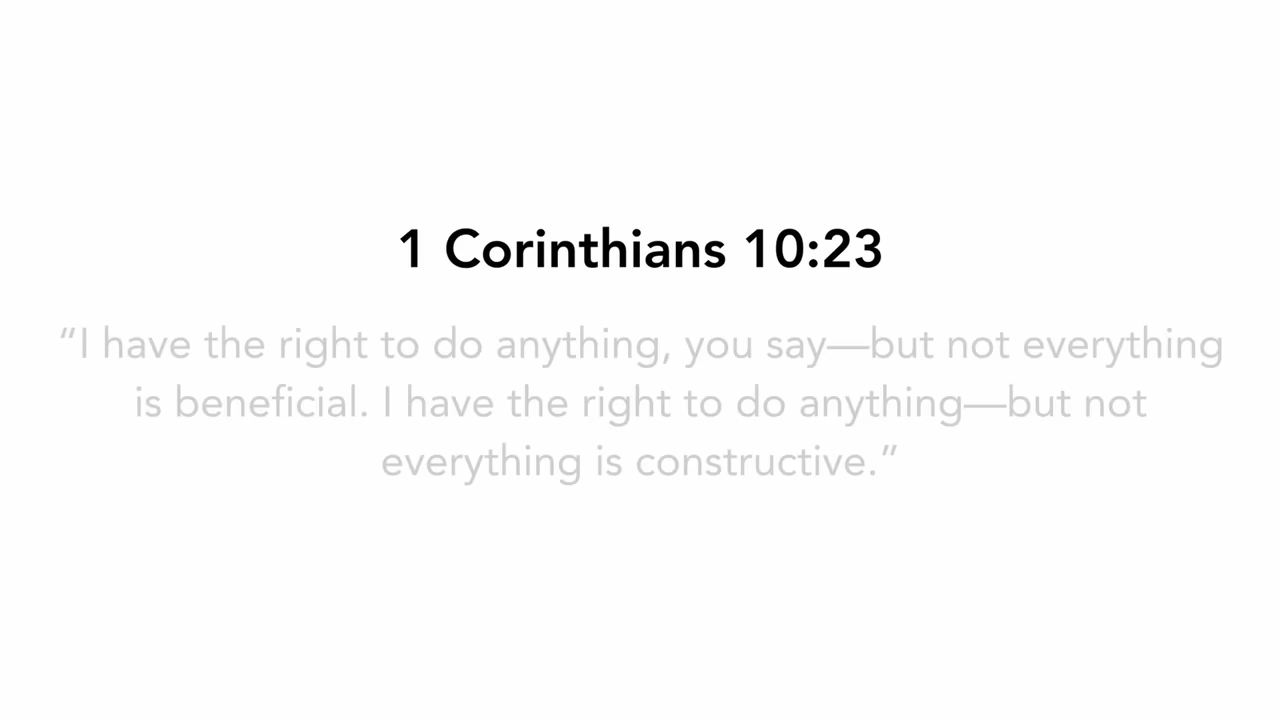 1 Corinthians 10:23
“I have the right to do anything, you say—but not everything
is beneficial. I have the right to do anything—but not
everything is constructive.”